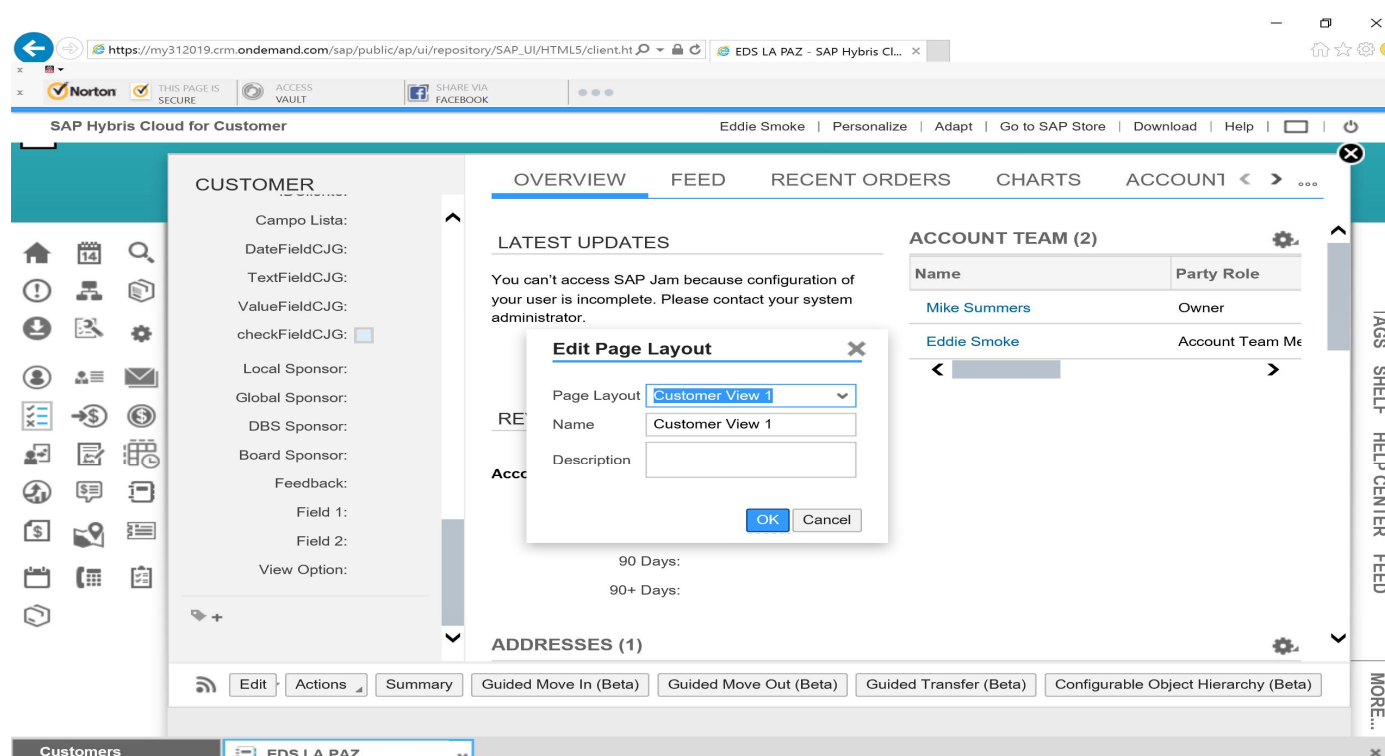 https://my312019.crm.ondemand.com/sap/public/ap/ui/repository/SAP_UI/HTML5/client.ht
EDS LA PAZ - SAP Hybris Cl...
Norton
THIS PAGE IS SECURE
ACCESS VAULT
SHARE VIA FACEBOOK
SAP Hybris Cloud for Customer
Eddie Smoke | Personalize | Adapt | Go to SAP Store | Download | Help
CUSTOMER
OVERVIEW FEED RECENT ORDERS CHARTS ACCOUNT
Campo Lista:
DateFieldCJG:
TextFieldCJG:
ValueFieldCJG:
checkFieldCJG:
Local Sponsor:
Global Sponsor:
DBS Sponsor:
Board Sponsor:
Feedback:
Field 1:
Field 2:
View Option:
14
LATEST UPDATES
You can't access SAP Jam because configuration of
your user is incomplete. Please contact your system
administrator.
ACCOUNT TEAM (2)
Name Party Role
Mike Summers Owner
Eddie Smoke Account Team Me
Edit Page Layout
Page Layout Customer View 1
Name Customer View 1
Description
OK Cancel
RE
Acco
90 Days:
90+ Days:
ADDRESSES (1)
Edit Actions Summary Guided Move In (Beta) Guided Move Out (Beta) Guided Transfer (Beta) Configurable Object Hierarchy (Beta)
TAGS SHELF HELP CENTER FEED
MORE...
Customers
EDS LA PAZ